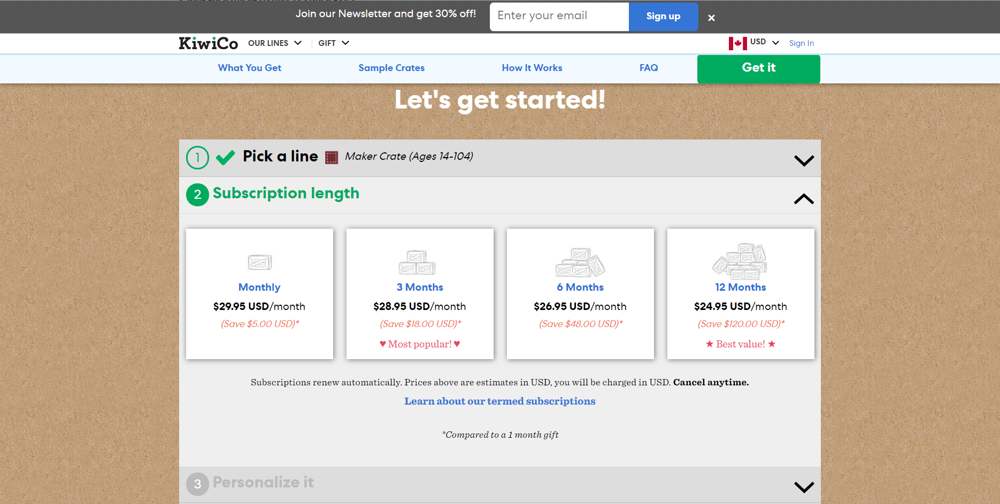 Join our Newsletter and get 30% off!
Enter your email
Sign up
×
KiwiCo
OUR LINES
GIFT
USD
Sign In
What You Get
Sample Crates
How It Works
FAQ
Get it
Let's get started!
1 Pick a line Maker Crate (Ages 14-104)
2 Subscription length
Monthly
$29.95 USD/month
(Save $5.00 USD)*
3 Months
$28.95 USD/month
(Save $18.00 USD)*
♥ Most popular! ♥
6 Months
$26.95 USD/month
(Save $48.00 USD)*
12 Months
$24.95 USD/month
(Save $120.00 USD)*
★ Best value! ★
Subscriptions renew automatically. Prices above are estimates in USD, you will be charged in USD. Cancel anytime.
Learn about our termed subscriptions
*Compared to a 1 month gift
3 Personalize it